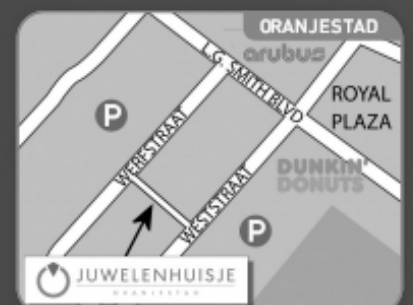 ORANJESTAD
arubus
L.G. SMITH BLVD
ROYAL
PLAZA
P
WERFSTRAAT
DUNKIN'
DONUTS
WESTSTRAAT
P
JUWELENHUISJE
ORANJESTAD